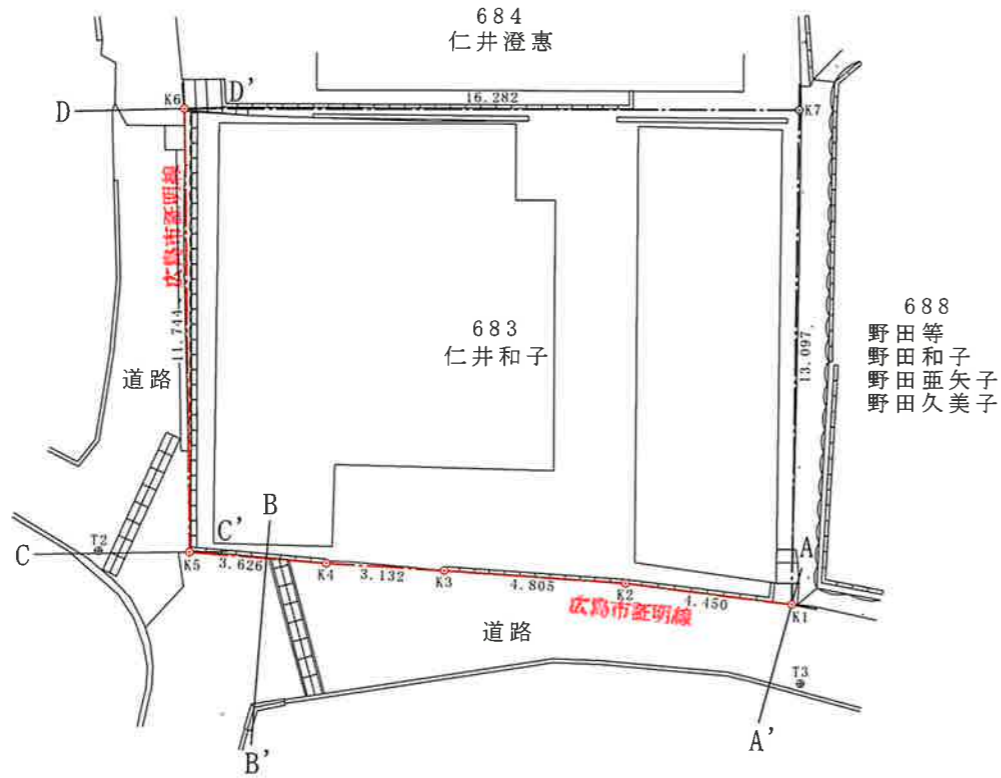 684
仁井澄惠
D
K6
D'
16.282
K7
広島市証明線
11.744
道路
683
仁井和子
13.097
688
野田等
野田和子
野田亜矢子
野田久美子
B
C
T2
K5
C'
3.626
K4
3.132
K3
4.805
K2
4.450
A
K1
広島市証明線
道路
T3
A'
B'